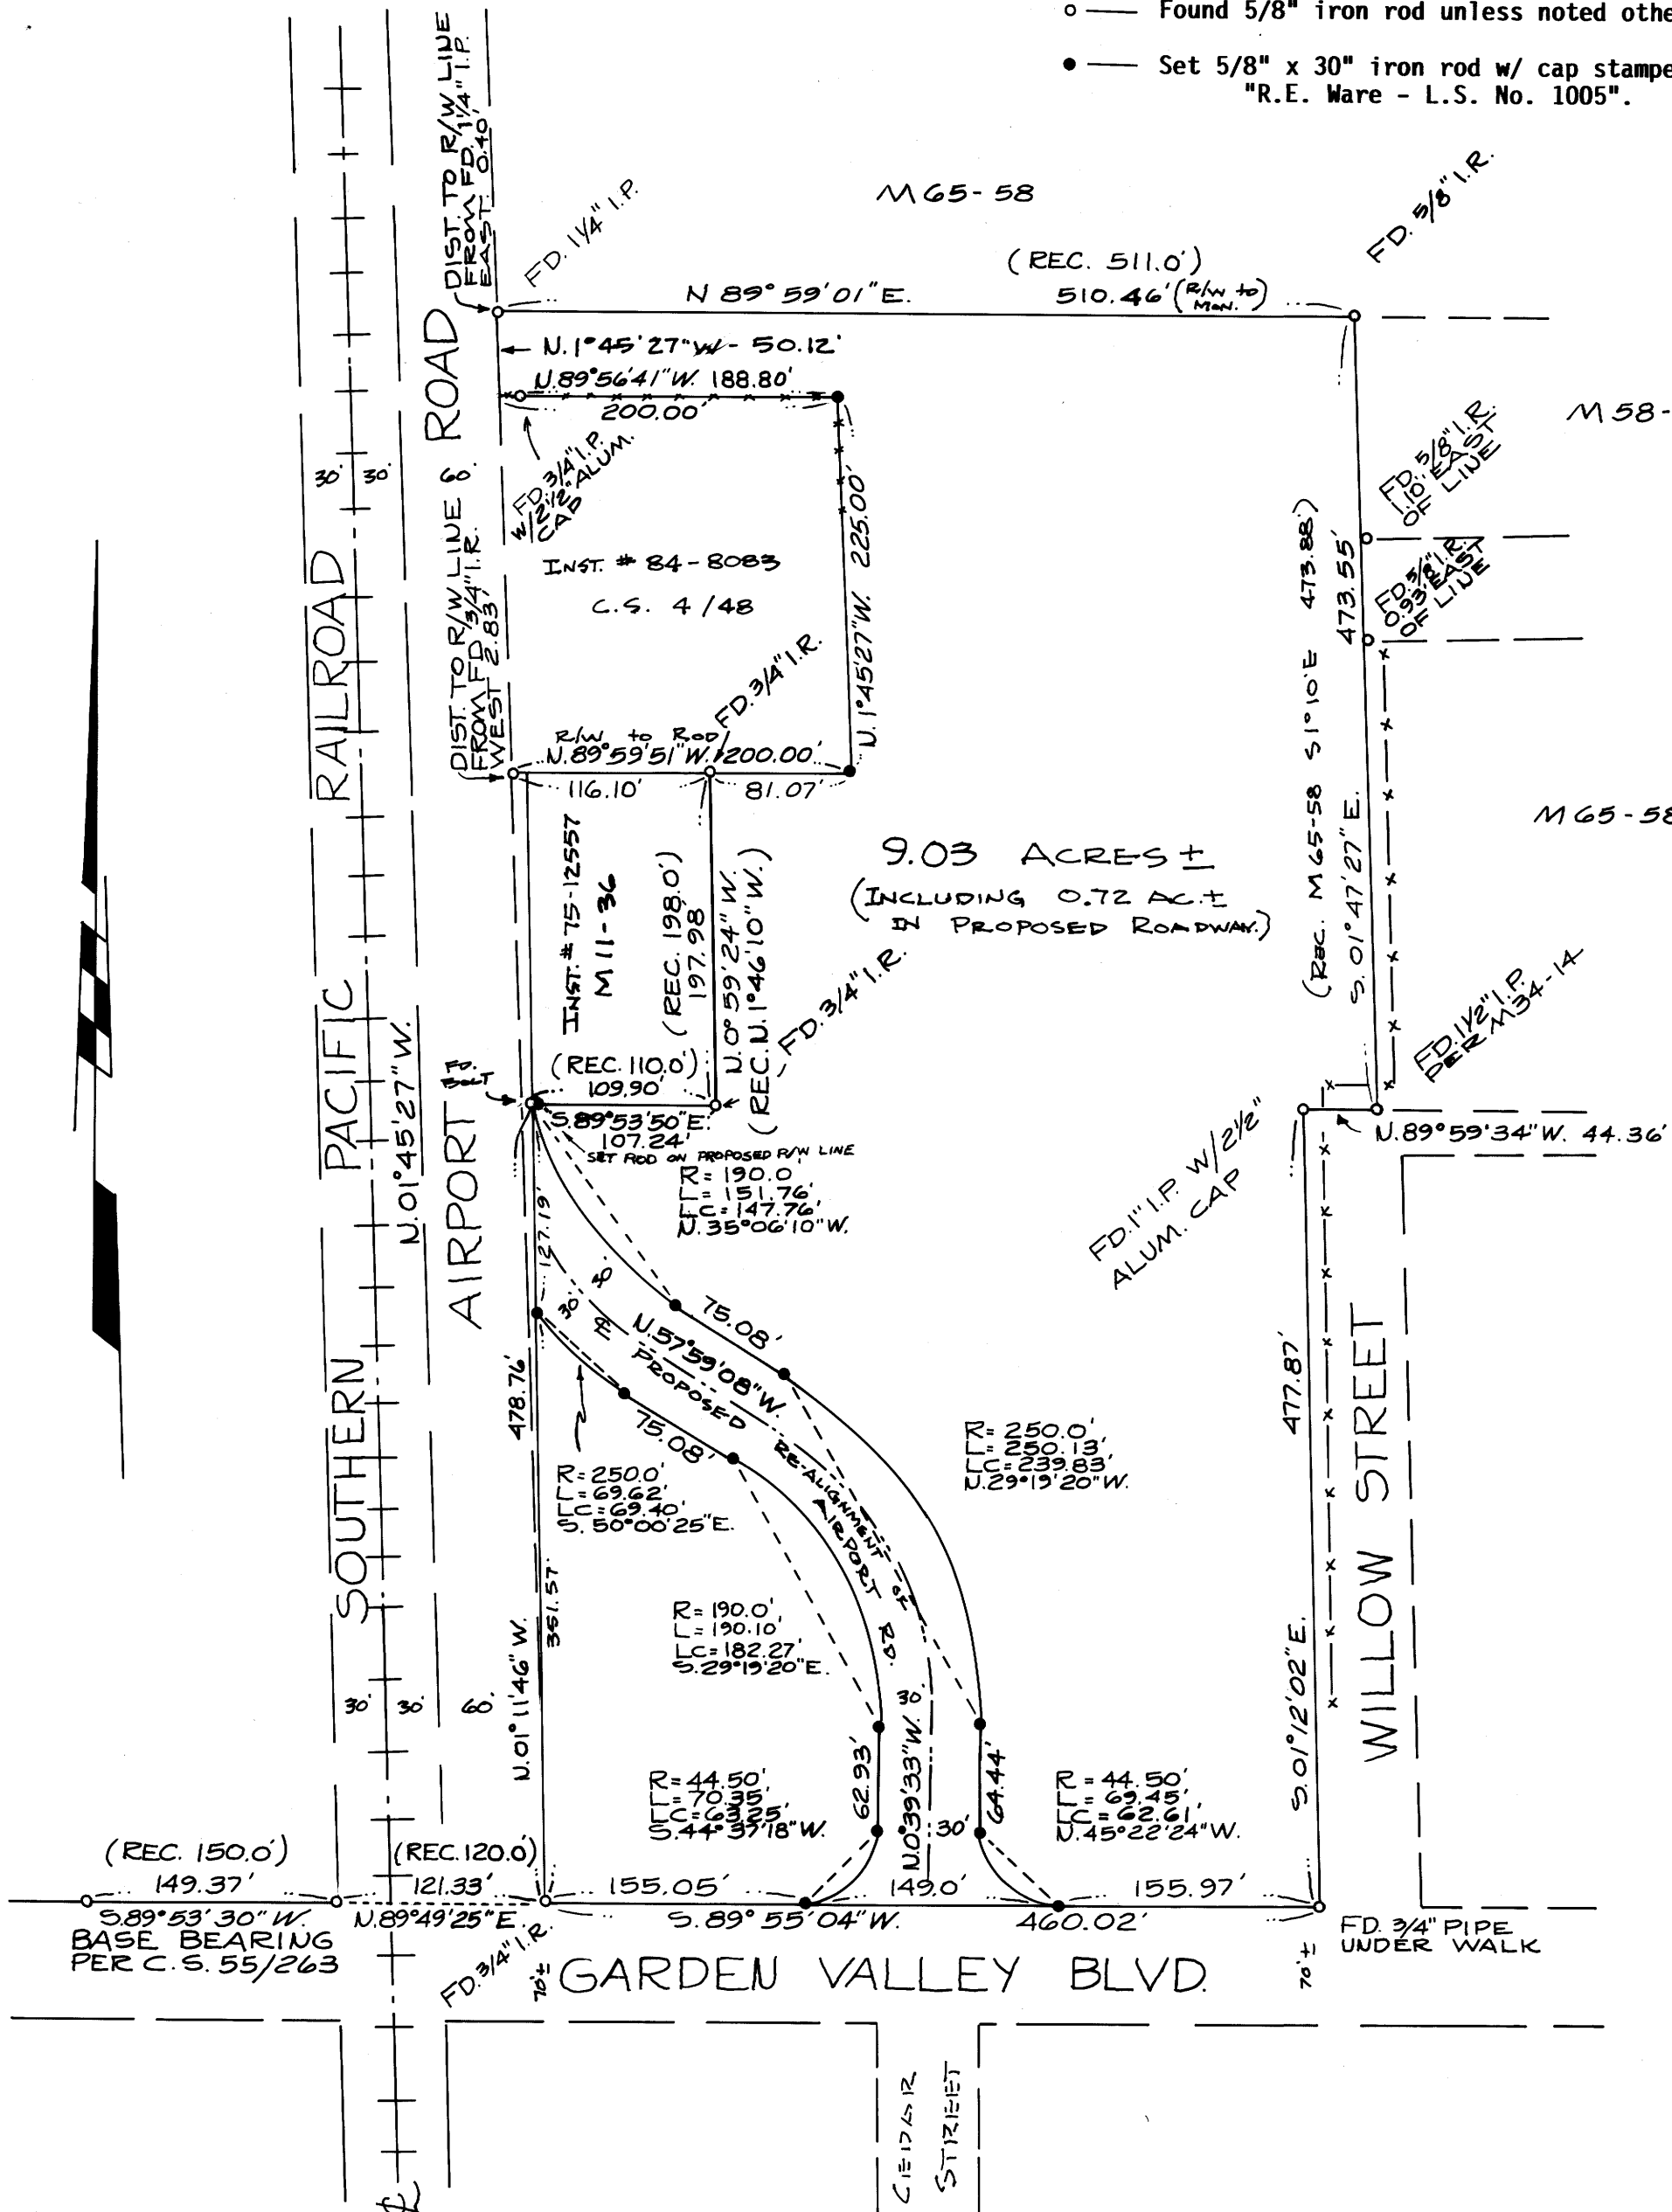 Found 5/8" iron rod unless noted othe
Set 5/8" x 30" iron rod w/ cap stampe
"R.E. Ware - L.S. No. 1005".
DIST. TO R/W LINE
FROM FD. 1 1/4" I.P.
EAST. 0.40'
FD. 1 1/4" I.P.
M65-58
FD. 5/8" I.R.
(REC. 511.0')
N 89° 59' 01" E.
510.46' (R/W to MON.)
N. 1° 45' 27" W - 50.12'
N. 89° 56' 41" W. 188.80'
200.00'
FD. 3/4" I.P.
W/ 2 1/2" ALUM.
CAP
M 58-
FD. 5/8" I.R.
1.10' EAST
OF LINE
FD. 5/8" I.R.
0.93' EAST
OF LINE
30' 30' 60'
INST. # 84-8083
C.S. 4/48
N. 1° 45' 27" W. 225.00'
DIST. TO R/W LINE
FROM FD 3/4" I.R.
WEST 2.83'
FD. 3/4" I.R.
R/W to ROD
N. 89° 59' 51" W. 200.00'
116.10' 81.07'
(REC. M65-58 S1°10'E 473.88')
S. 01° 47' 27" E. 473.55'
M65-58
9.03 ACRES ±
(INCLUDING 0.72 AC. ±
IN PROPOSED ROADWAY.)
INST. # 75-12557
M11-36
(REC. 198.0')
197.98'
N. 0° 59' 24" W.
(REC. N. 1° 46' 10" W.)
FD. 3/4" I.R.
FD. 1 1/2" I.P.
PER M34-14
SOUTHERN PACIFIC RAILROAD
N. 01° 45' 27" W.
AIRPORT ROAD
FD.
BOLT
(REC. 110.0')
109.90'
S. 89° 53' 50" E.
107.24'
SET ROD ON PROPOSED R/W LINE
R = 190.0'
L = 151.76'
LC = 147.76'
N. 35° 06' 10" W.
N. 89° 59' 34" W. 44.36'
FD. 1" I.P. W/ 2 1/2"
ALUM. CAP
127.19'
30' 30'
75.08'
N. 57° 59' 08" W.
℄ PROPOSED RE-ALIGNMENT OF
AIRPORT RD.
478.76'
75.08'
R = 250.0'
L = 69.62'
LC = 69.40'
S. 50° 00' 25" E.
R = 250.0'
L = 250.13'
LC = 239.83'
N. 29° 19' 20" W.
477.87'
WILLOW STREET
351.57'
N. 01° 11' 46" W.
R = 190.0'
L = 190.10'
LC = 182.27'
S. 29° 19' 20" E.
S. 01° 12' 02" E.
30' 30' 60'
30'
62.93'
N. 0 39' 33" W.
64.44'
30'
R = 44.50'
L = 70.35'
LC = 63.25'
S. 44° 37' 18" W.
R = 44.50'
L = 69.45'
LC = 62.61'
N. 45° 22' 24" W.
(REC. 150.0') (REC. 120.0')
149.37' 121.33' 155.05' 149.0' 155.97'
S. 89° 53' 30" W. N. 89° 49' 25" E. S. 89° 55' 04" W. 460.02'
BASE BEARING
PER C.S. 55/263
FD. 3/4" I.R.
70' ±
GARDEN VALLEY BLVD.
70' ±
FD. 3/4" PIPE
UNDER WALK
CEDAR
STREET
℄